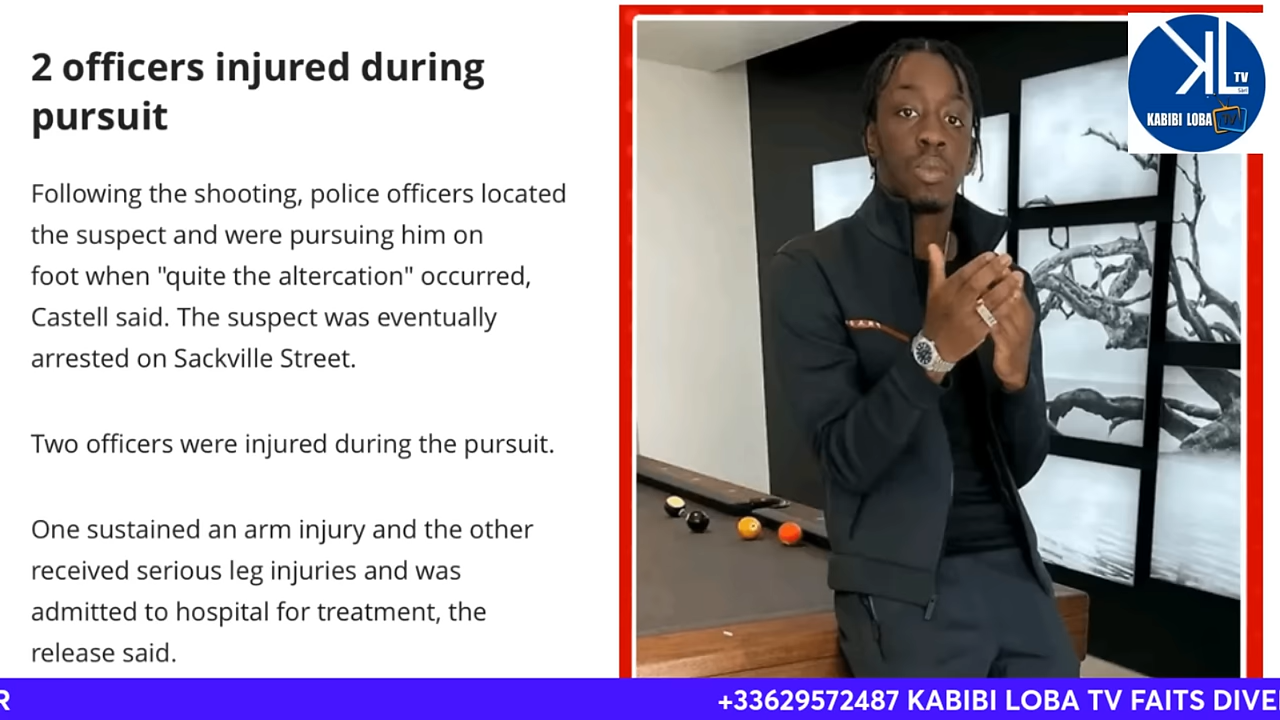 2 officers injured during
pursuit
Following the shooting, police officers located
the suspect and were pursuing him on
foot when "quite the altercation" occurred,
Castell said. The suspect was eventually
arrested on Sackville Street.
Two officers were injured during the pursuit.
One sustained an arm injury and the other
received serious leg injuries and was
admitted to hospital for treatment, the
release said.
KL TV
KABIBI LOBA TV
R +33629572487 KABIBI LOBA TV FAITS DIVE